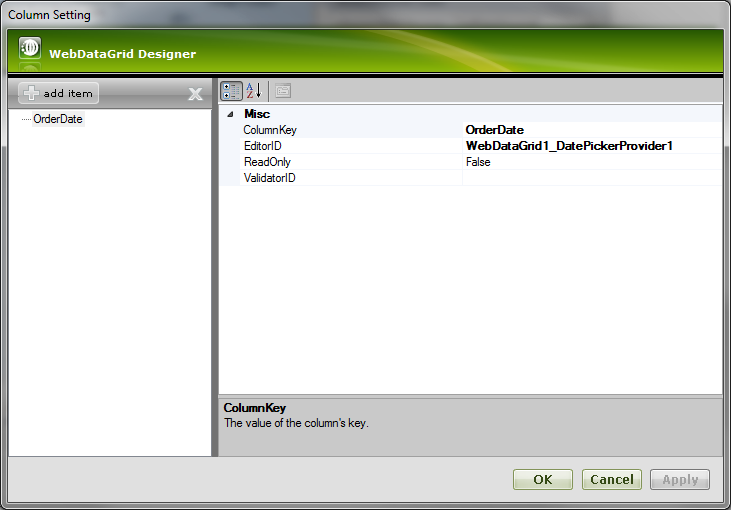 Column Setting
WebDataGrid Designer
add item
OrderDate
Misc
ColumnKey OrderDate
EditorID WebDataGrid1_DatePickerProvider1
ReadOnly False
ValidatorID
ColumnKey
The value of the column's key.
OK Cancel Apply